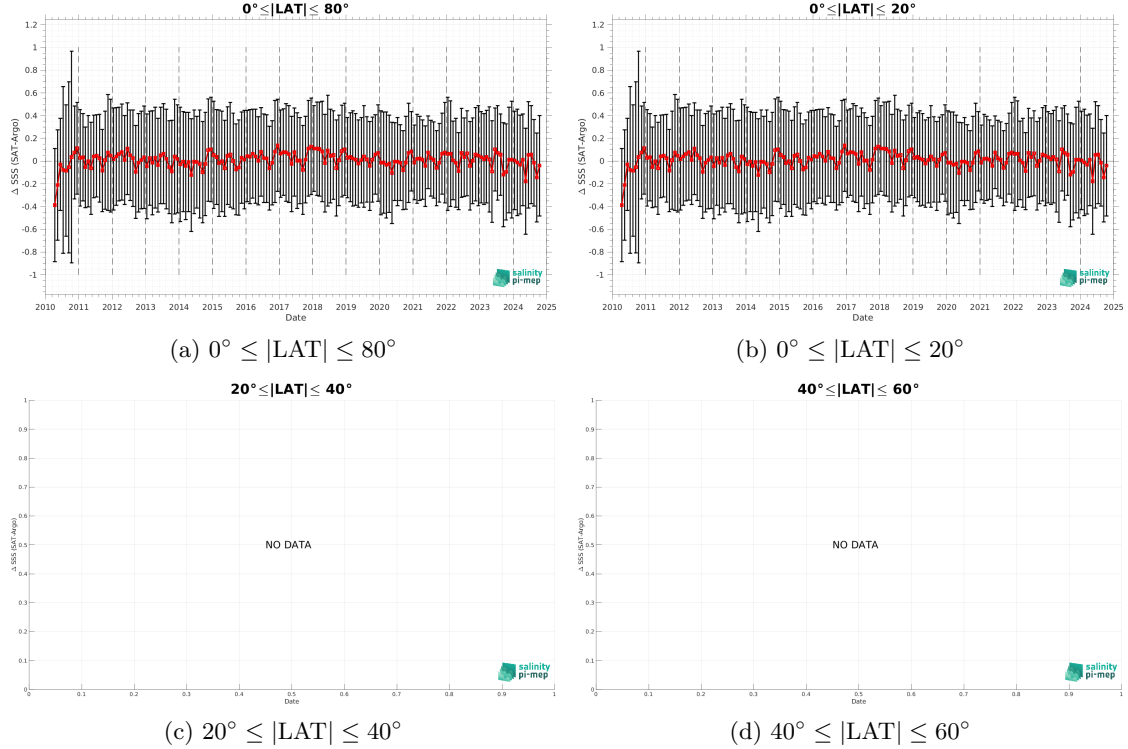 0°≤|LAT|≤ 80°
1.2
1
0.8
0.6
0.4
0.2
0
-0.2
-0.4
-0.6
-0.8
-1
Δ SSS (SAT-Argo)
salinity
pi-mep
2010 2011 2012 2013 2014 2015 2016 2017 2018 2019 2020 2021 2022 2023 2024 2025
Date
(a) 0° ≤ |LAT| ≤ 80°
0°≤|LAT|≤ 20°
1.2
1
0.8
0.6
0.4
0.2
0
-0.2
-0.4
-0.6
-0.8
-1
Δ SSS (SAT-Argo)
salinity
pi-mep
2010 2011 2012 2013 2014 2015 2016 2017 2018 2019 2020 2021 2022 2023 2024 2025
Date
(b) 0° ≤ |LAT| ≤ 20°
20°≤|LAT|≤ 40°
1
0.9
0.8
0.7
0.6
0.5
0.4
0.3
0.2
0.1
0
Δ SSS (SAT-Argo)
NO DATA
salinity
pi-mep
0 0.1 0.2 0.3 0.4 0.5 0.6 0.7 0.8 0.9 1
Date
(c) 20° ≤ |LAT| ≤ 40°
40°≤|LAT|≤ 60°
1
0.9
0.8
0.7
0.6
0.5
0.4
0.3
0.2
0.1
0
Δ SSS (SAT-Argo)
NO DATA
salinity
pi-mep
0 0.1 0.2 0.3 0.4 0.5 0.6 0.7 0.8 0.9 1
Date
(d) 40° ≤ |LAT| ≤ 60°